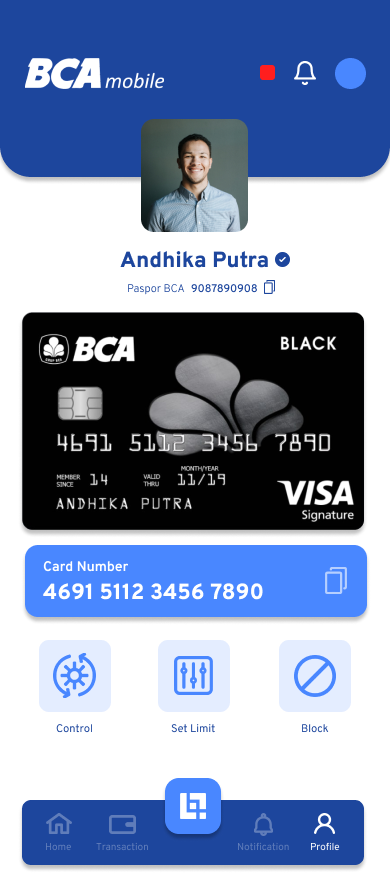 BCA mobile
Andhika Putra
Paspor BCA 9087890908
BCA BLACK
4691 5112 3456 7890
MEMBER SINCE 14 VALID THRU MONTH/YEAR 11/19
ANDHIKA PUTRA
VISA
Signature
Card Number
4691 5112 3456 7890
Control Set Limit Block
Home Transaction Notification Profile